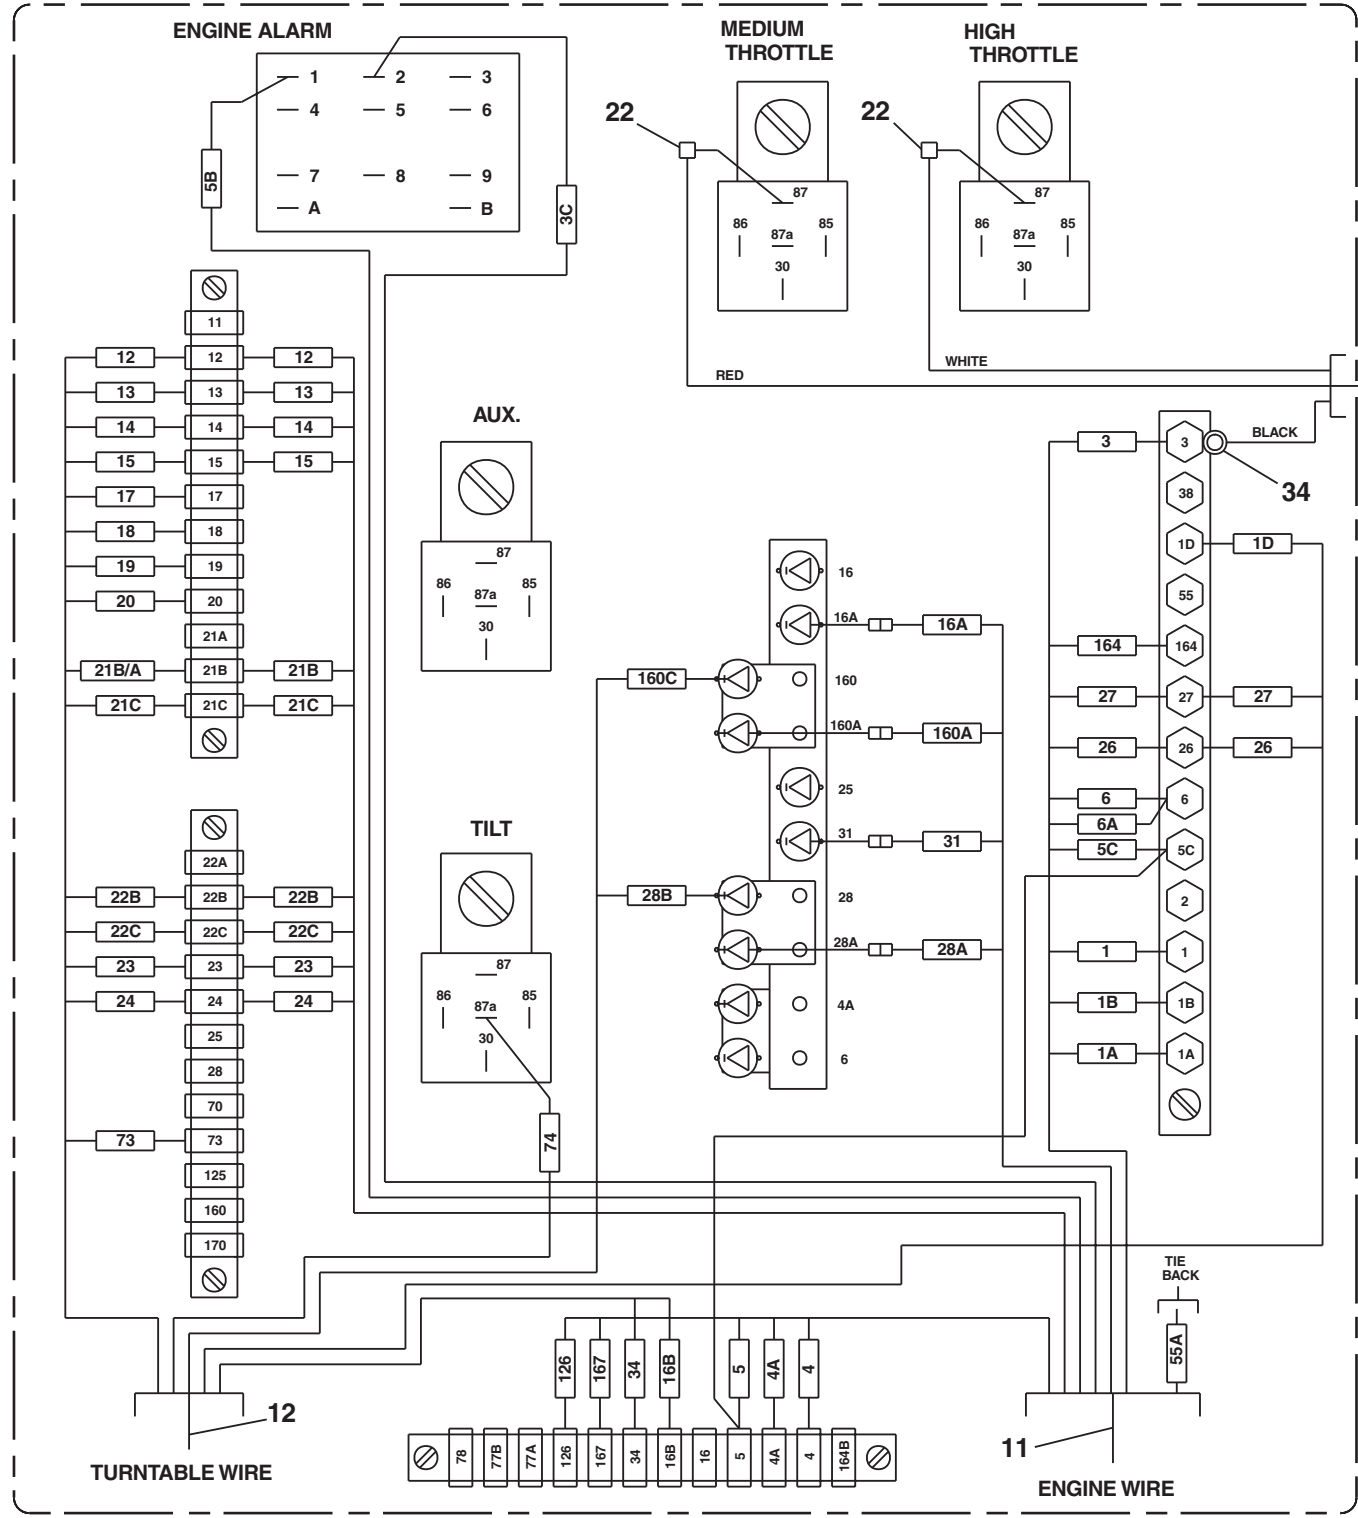 ENGINE ALARM
MEDIUM
THROTTLE
HIGH
THROTTLE
1 2 3
4 5 6
7 8 9
A B
5B
3C
22
87
86 85
87a
30
22
87
86 85
87a
30
WHITE
RED
BLACK
34
11
12 12 12
13 13 13
14 14 14
15 15 15
17 17
18 18
19 19
20 20
21A
21B/A 21B 21B
21C 21C 21C
22A
22B 22B 22B
22C 22C 22C
23 23 23
24 24 24
25
28
70
73 73
125
160
170
AUX.
87
86 85
87a
30
TILT
87
86 85
87a
30
74
16
16A 16A
160C 160
160A 160A
25
31 31
28B 28
28A 28A
4A
6
3 3
38
1D 1D
55
164 164
27 27 27
26 26 26
6 6
6A
5C 5C
2
1 1
1B 1B
1A 1A
TIE
BACK
55A
126 167 34 16B 5 4A 4
78 77B 77A 126 167 34 16B 16 5 4A 4 164B
12
TURNTABLE WIRE
11
ENGINE WIRE